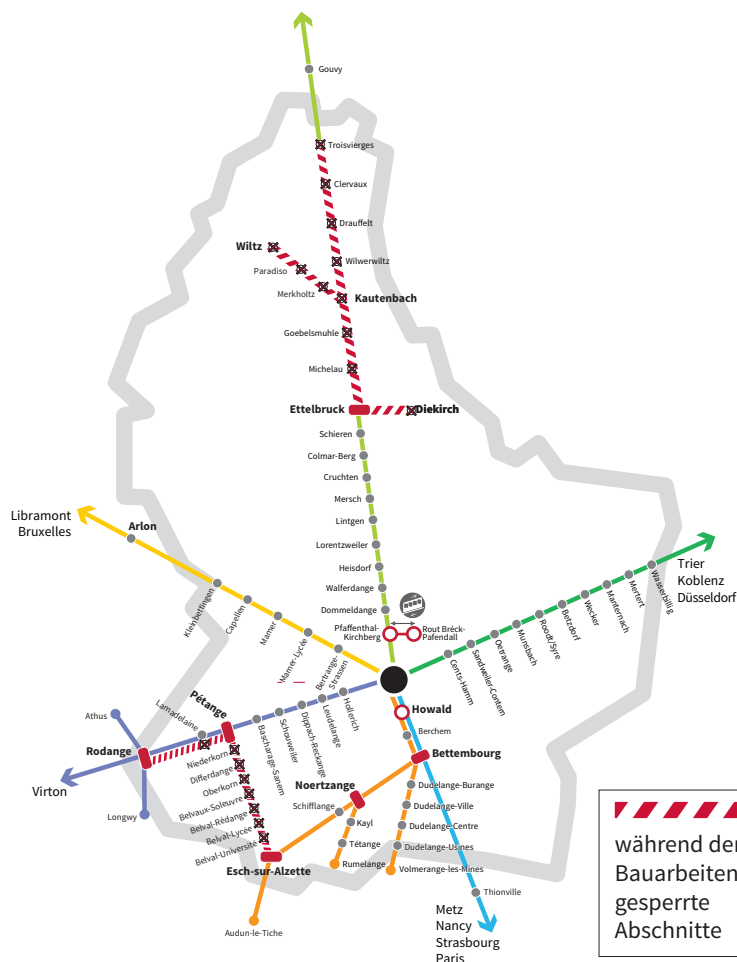 Gouvy
Troisvierges
Clervaux
Drauffelt
Wiltz
Wilwerwiltz
Paradiso
Merkholtz
Kautenbach
Goebelsmuhle
Michelau
Ettelbruck
Diekirch
Schieren
Colmar-Berg
Cruchten
Mersch
Lintgen
Lorentzweiler
Heisdorf
Walferdange
Dommeldange
Pfaffenthal-
Kirchberg
Rout Bréck-
Pafendall
Libramont
Bruxelles
Arlon
Kleinbettingen
Capellen
Mamer
Mamer-Lycée
Bertrange-
Strassen
Trier
Koblenz
Düsseldorf
Wasserbillig
Mertert
Manternach
Wecker
Betzdorf
Roodt/Syre
Munsbach
Oetrange
Sandweiler-Contern
Cents-Hamm
Howald
Berchem
Bettembourg
Hollerich
Leudelange
Dippach-Reckange
Schouweiler
Bascharage-Sanem
Pétange
Lamadelaine
Athus
Rodange
Virton
Longwy
Niederkorn
Differdange
Oberkorn
Belvaux-Soleuvre
Belval-Rédange
Belval-Lycée
Belval-Université
Esch-sur-Alzette
Audun-le-Tiche
Noertzange
Schifflange
Kayl
Tétange
Rumelange
Dudelange-Burange
Dudelange-Ville
Dudelange-Centre
Dudelange-Usines
Volmerange-les-Mines
Thionville
Metz
Nancy
Strasbourg
Paris
während der
Bauarbeiten
gesperrte
Abschnitte